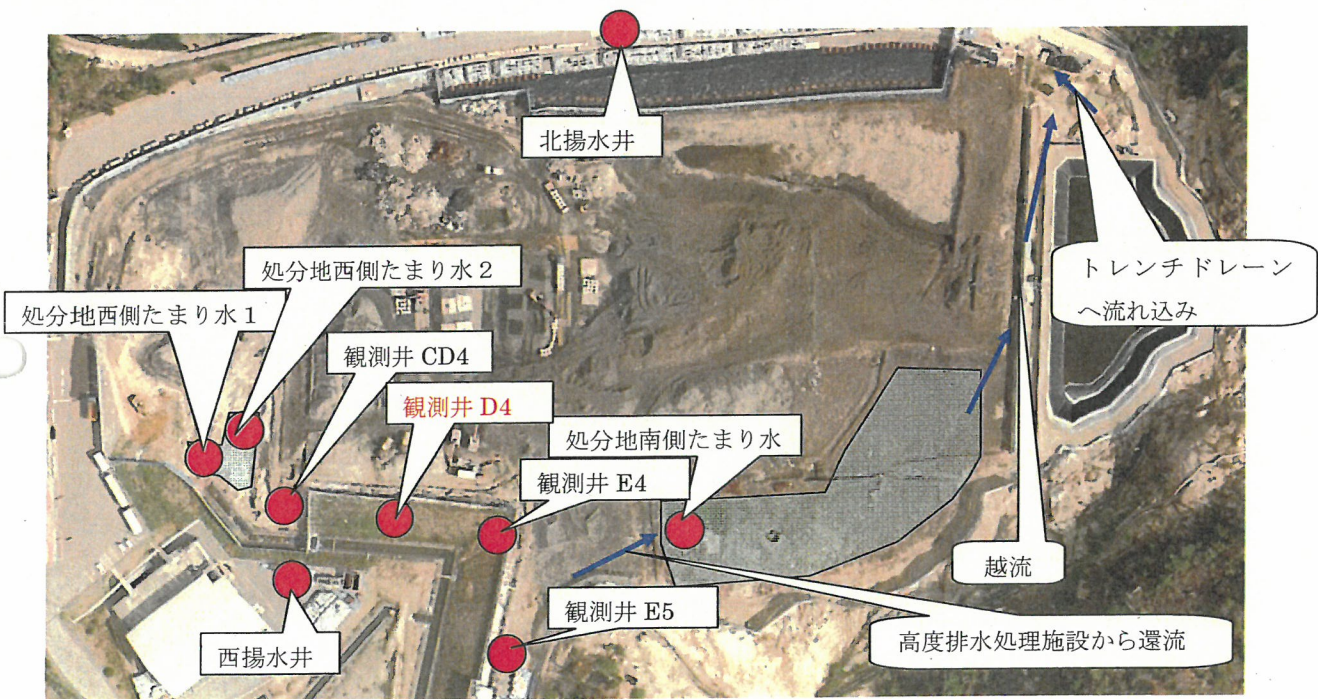 北揚水井
トレンチドレーン
へ流れ込み
処分地西側たまり水2
処分地西側たまり水1
観測井 CD4
観測井 D4
処分地南側たまり水
観測井 E4
越流
観測井 E5
高度排水処理施設から還流
西揚水井